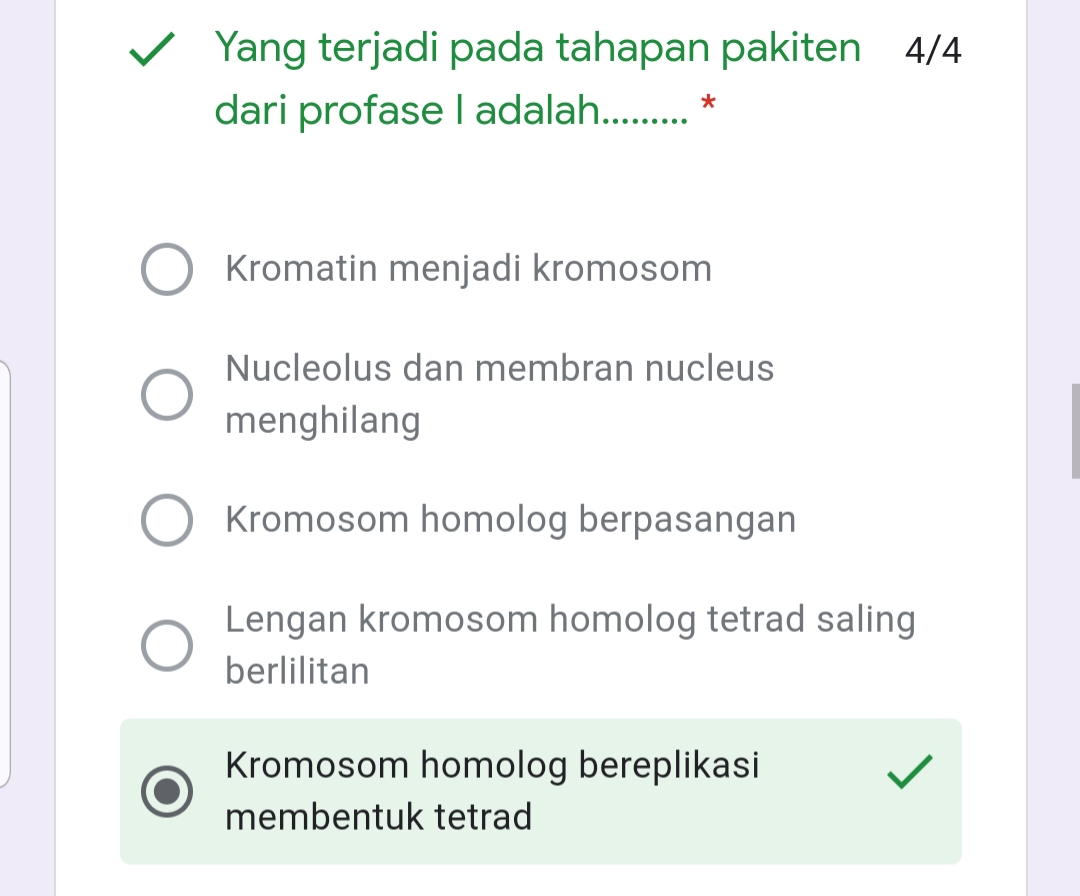 Yang terjadi pada tahapan pakiten 4/4
dari profase I adalah......... *
Kromatin menjadi kromosom
Nucleolus dan membran nucleus
menghilang
Kromosom homolog berpasangan
Lengan kromosom homolog tetrad saling
berlilitan
Kromosom homolog bereplikasi
membentuk tetrad